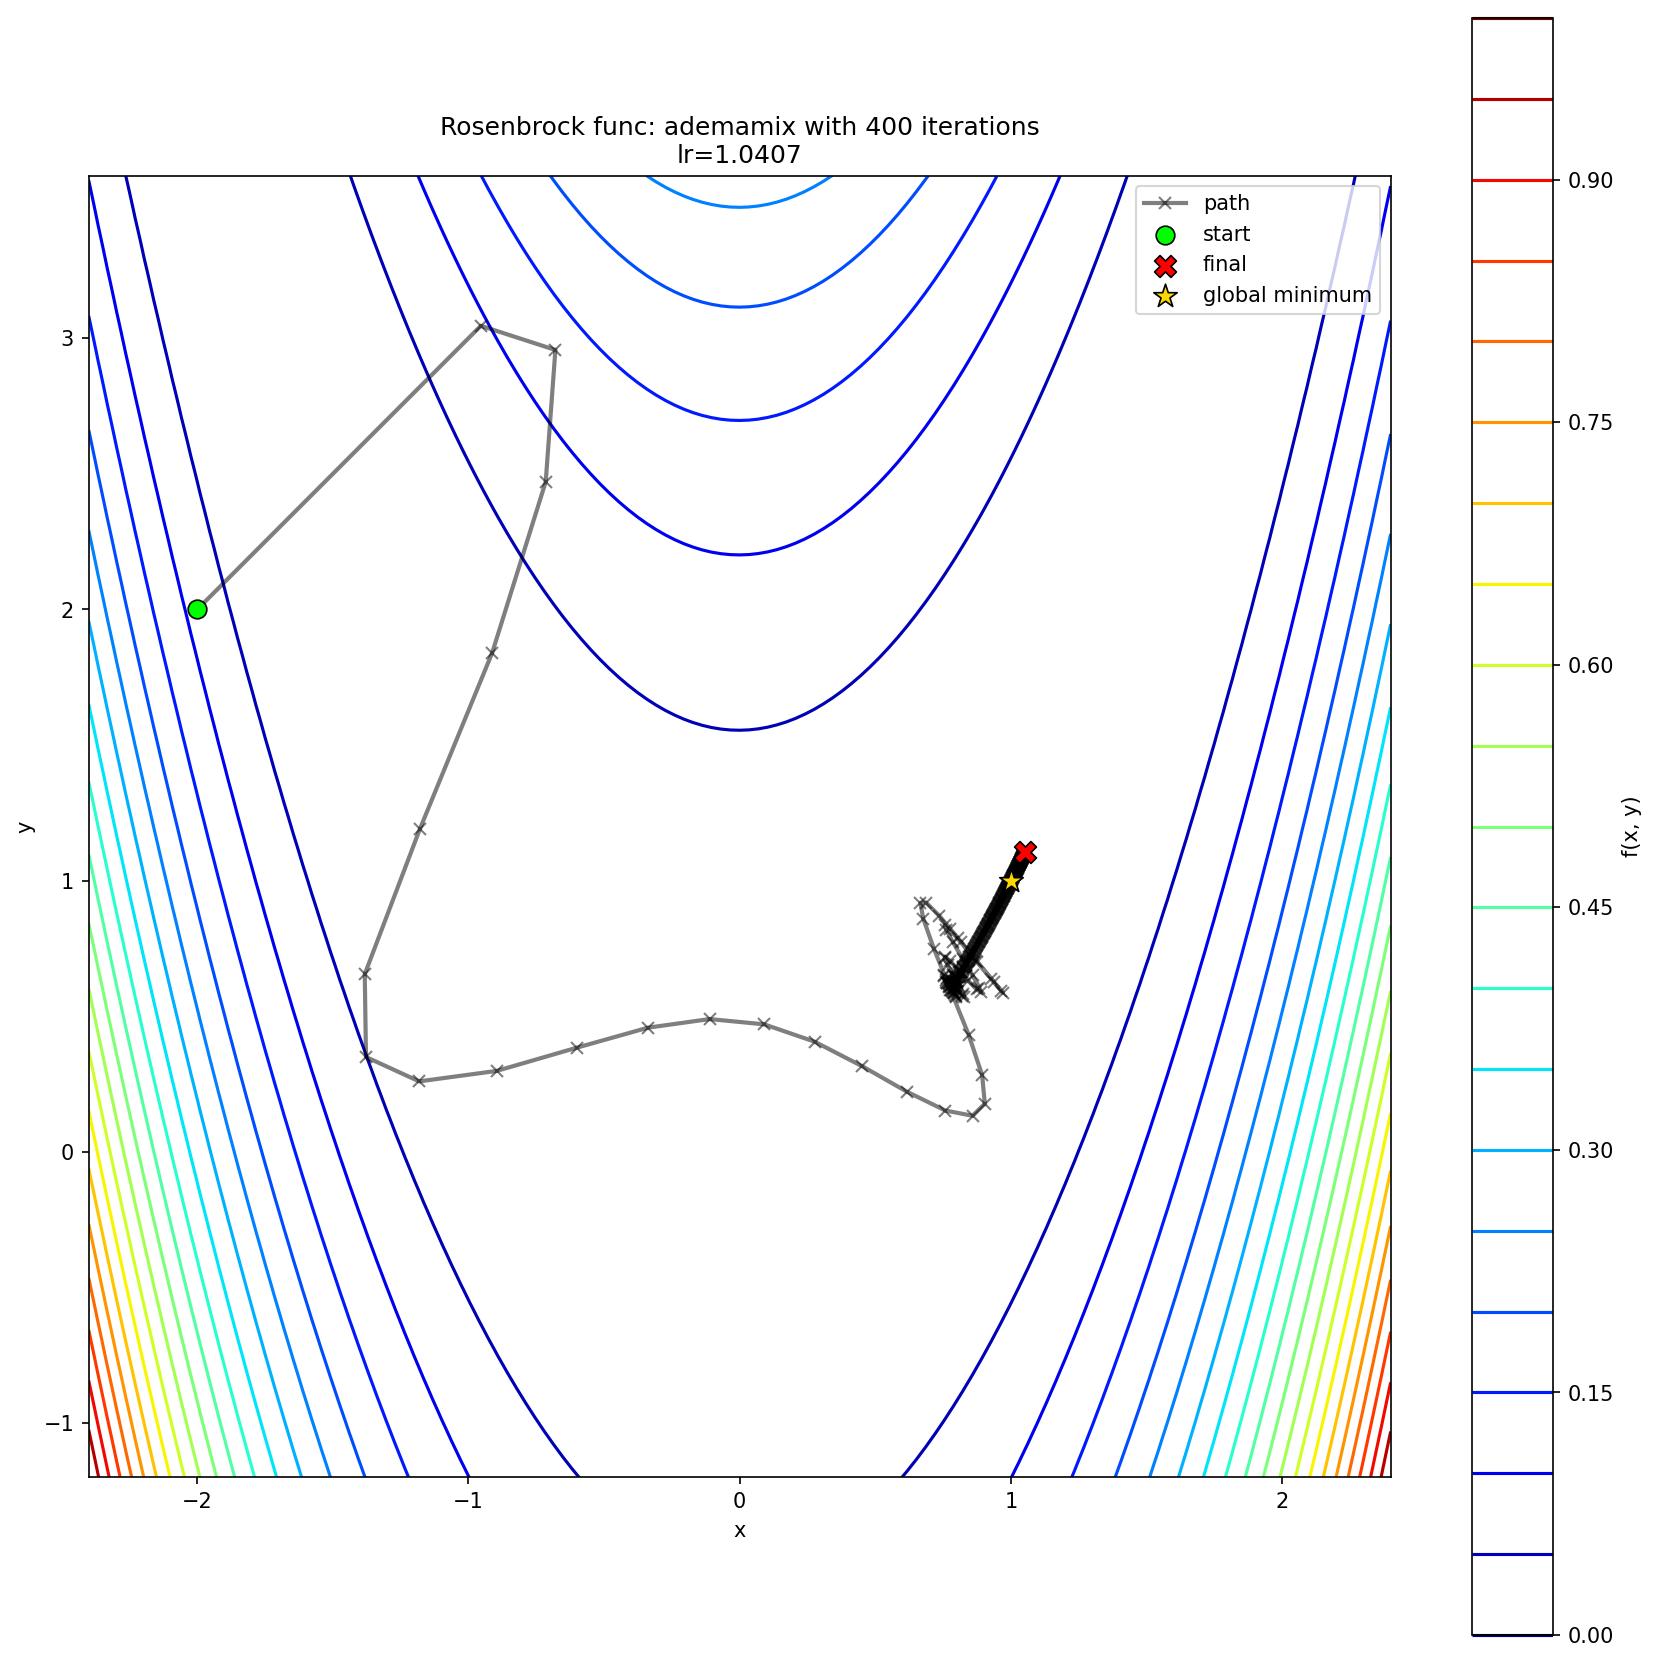 Rosenbrock func: ademamix with 400 iterations
lr=1.0407
path
start
final
global minimum
3
2
1
0
−1
y
−2
−1
0
1
2
x
0.90
0.75
0.60
0.45
0.30
0.15
0.00
f(x, y)